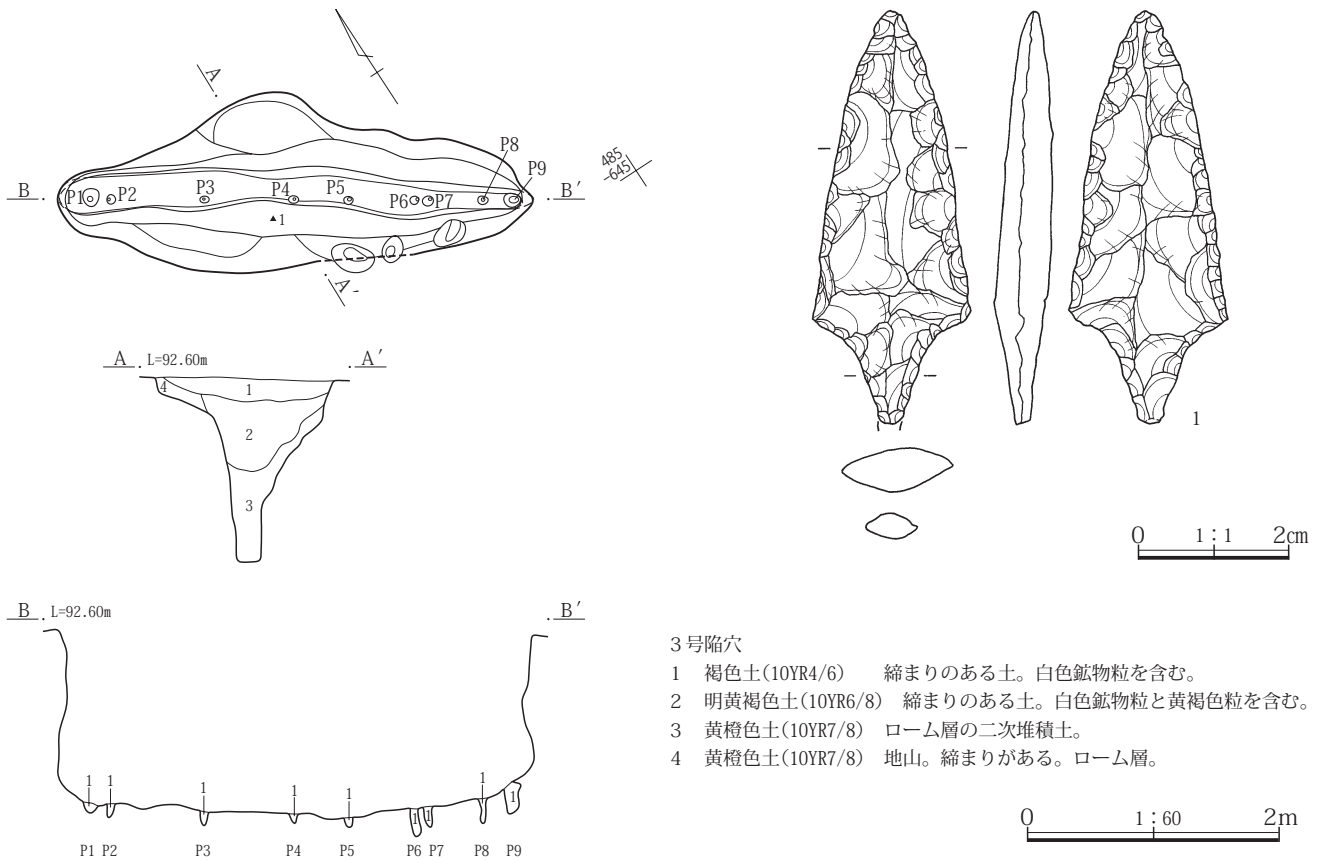 A
P8
P9
485
-645
B
P1
P2
P3
P4
P5
P6
P7
B′
1
A′
A
L=92.60m
A′
4
1
2
3
1
0
1：1
2cm
B
L=92.60m
B′
1
1
1
1
1
1
1
1
1
P1
P2
P3
P4
P5
P6
P7
P8
P9
3号陥穴
1 褐色土(10YR4/6) 締まりのある土。白色鉱物粒を含む。
2 明黄褐色土(10YR6/8) 締まりのある土。白色鉱物粒と黄褐色粒を含む。
3 黄橙色土(10YR7/8) ローム層の二次堆積土。
4 黄橙色土(10YR7/8) 地山。締まりがある。ローム層。
0
1：60
2m